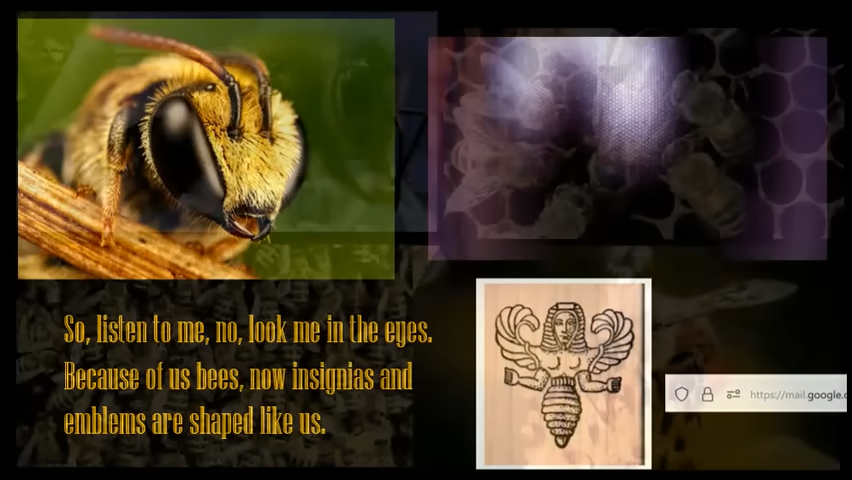 So, listen to me, no, look me in the eyes.
Because of us bees, now insignias and
emblems are shaped like us.
https://mail.google.c